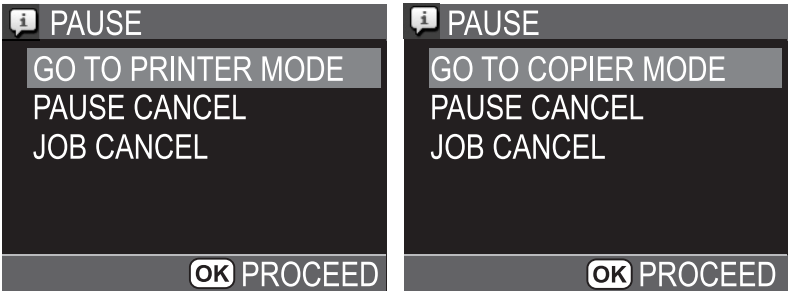 PAUSE
GO TO PRINTER MODE
PAUSE CANCEL
JOB CANCEL
OK PROCEED
PAUSE
GO TO COPIER MODE
PAUSE CANCEL
JOB CANCEL
OK PROCEED